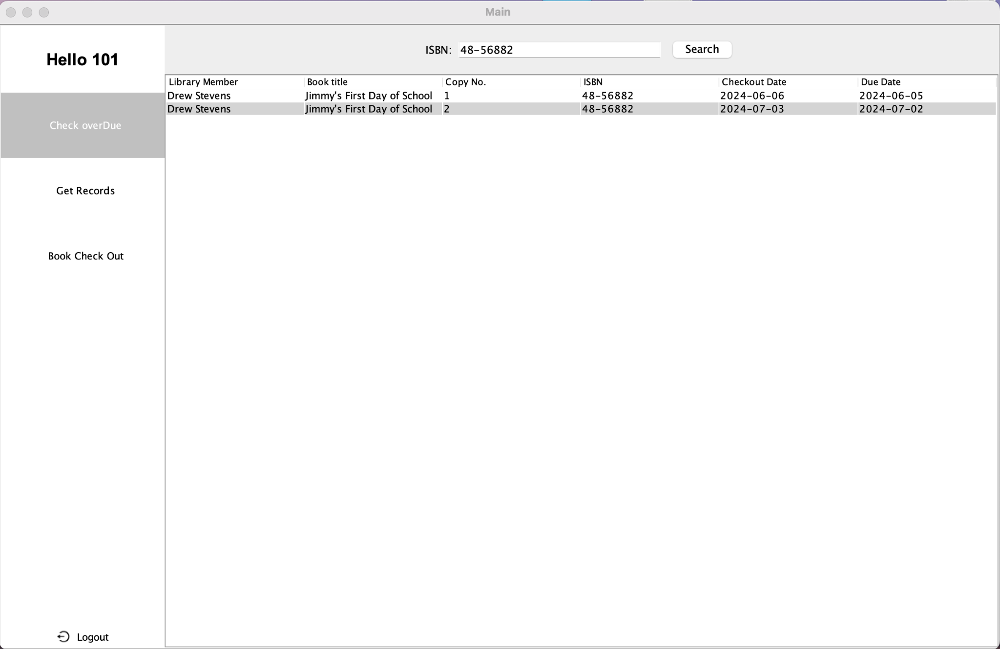 Main
Hello 101
Check overDue
Get Records
Book Check Out
Logout
ISBN: 48-56882 Search
Library Member Book title Copy No. ISBN Checkout Date Due Date
Drew Stevens Jimmy's First Day of School 1 48-56882 2024-06-06 2024-06-05
Drew Stevens Jimmy's First Day of School 2 48-56882 2024-07-03 2024-07-02